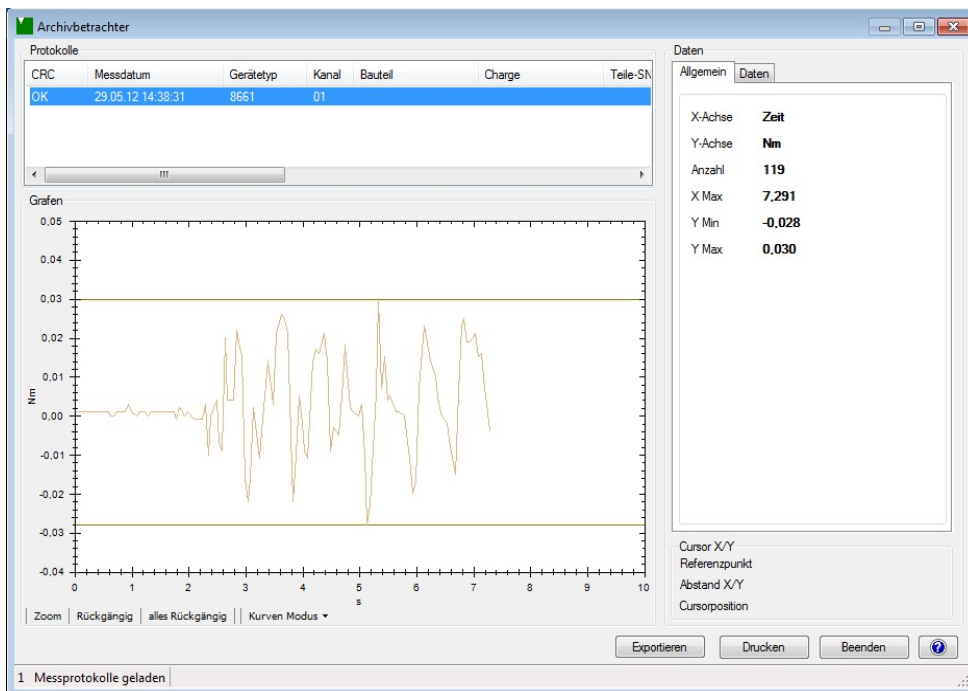 Archivbetrachter
Protokolle
CRC Messdatum Gerätetyp Kanal Bauteil Charge Teile-SN
OK 29.05.12 14:38:31 8661 01
Grafen
0,05
0,04
0,03
0,02
0,01
0,00
-0,01
-0,02
-0,03
-0,04
Nm
0 1 2 3 4 5 6 7 8 9 10
s
Zoom Rückgängig alles Rückgängig Kurven Modus
Daten
Allgemein Daten
X-Achse Zeit
Y-Achse Nm
Anzahl 119
X Max 7,291
Y Min -0,028
Y Max 0,030
Cursor X/Y
Referenzpunkt
Abstand X/Y
Cursorposition
Exportieren Drucken Beenden ?
1 Messprotokolle geladen